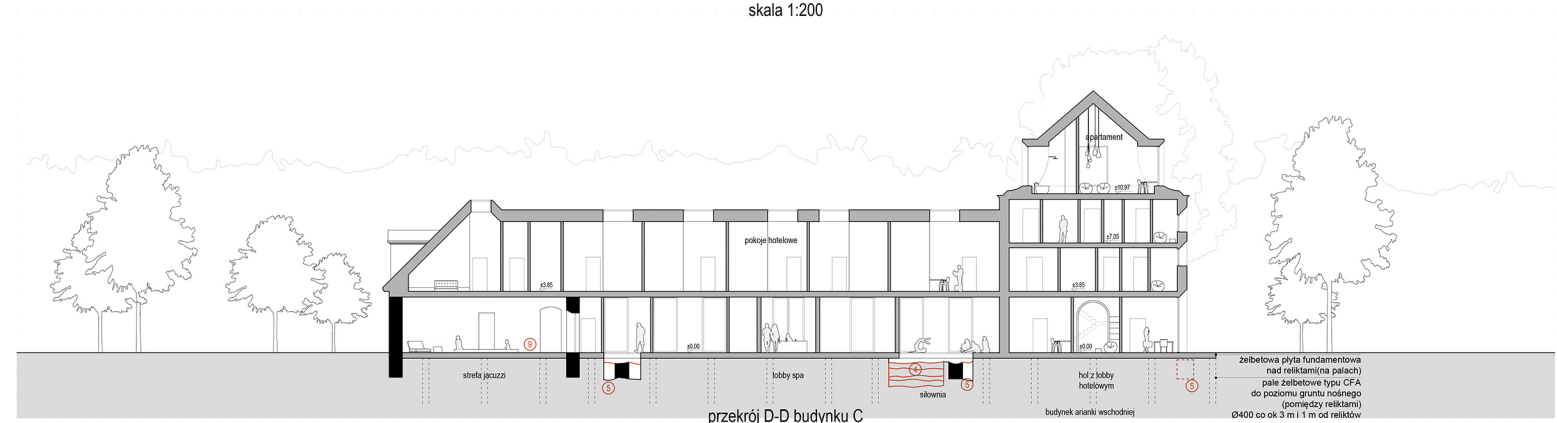 skala 1:200
apartament
±10.97
±7.05
pokoje hotelowe
±3.85
±3.85
9
±0.00
±0.00
4
5
5
5
strefa jacuzzi
lobby spa
siłownia
hol z lobby
hotelowym
budynek arianki wschodniej
żelbetowa płyta fundamentowa
nad reliktami(na palach)
pale żelbetowe typu CFA
do poziomu gruntu nośnego
(pomiędzy reliktami)
Ø400 co ok 3 m i 1 m od reliktów
przekrój D-D budynku C